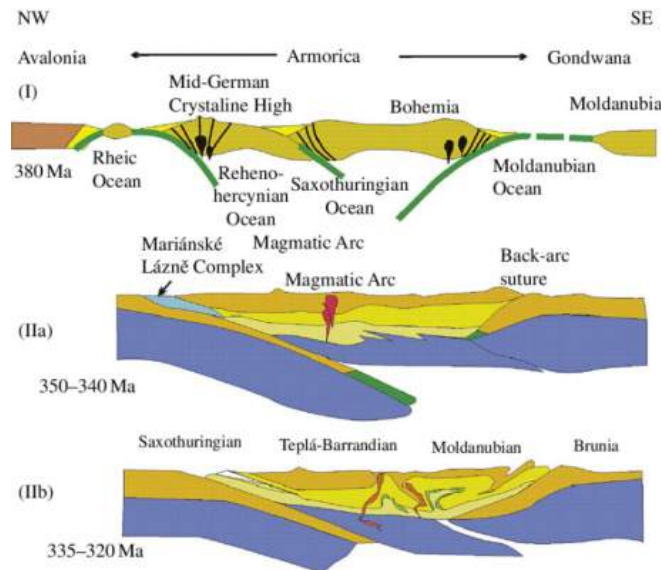 NW
SE
Avalonia
Armorica
Gondwana
(I)
Mid-German
Crystaline High
Bohemia
Moldanubia
380 Ma
Rheic
Ocean
Reheno-
hercynian
Ocean
Saxothuringian
Ocean
Moldanubian
Ocean
Mariánské
Lázně Complex
Magmatic Arc
Magmatic Arc
Back-arc
suture
(IIa)
350–340 Ma
Saxothuringian
Teplá-Barrandian
Moldanubian
Brunia
(IIb)
335–320 Ma